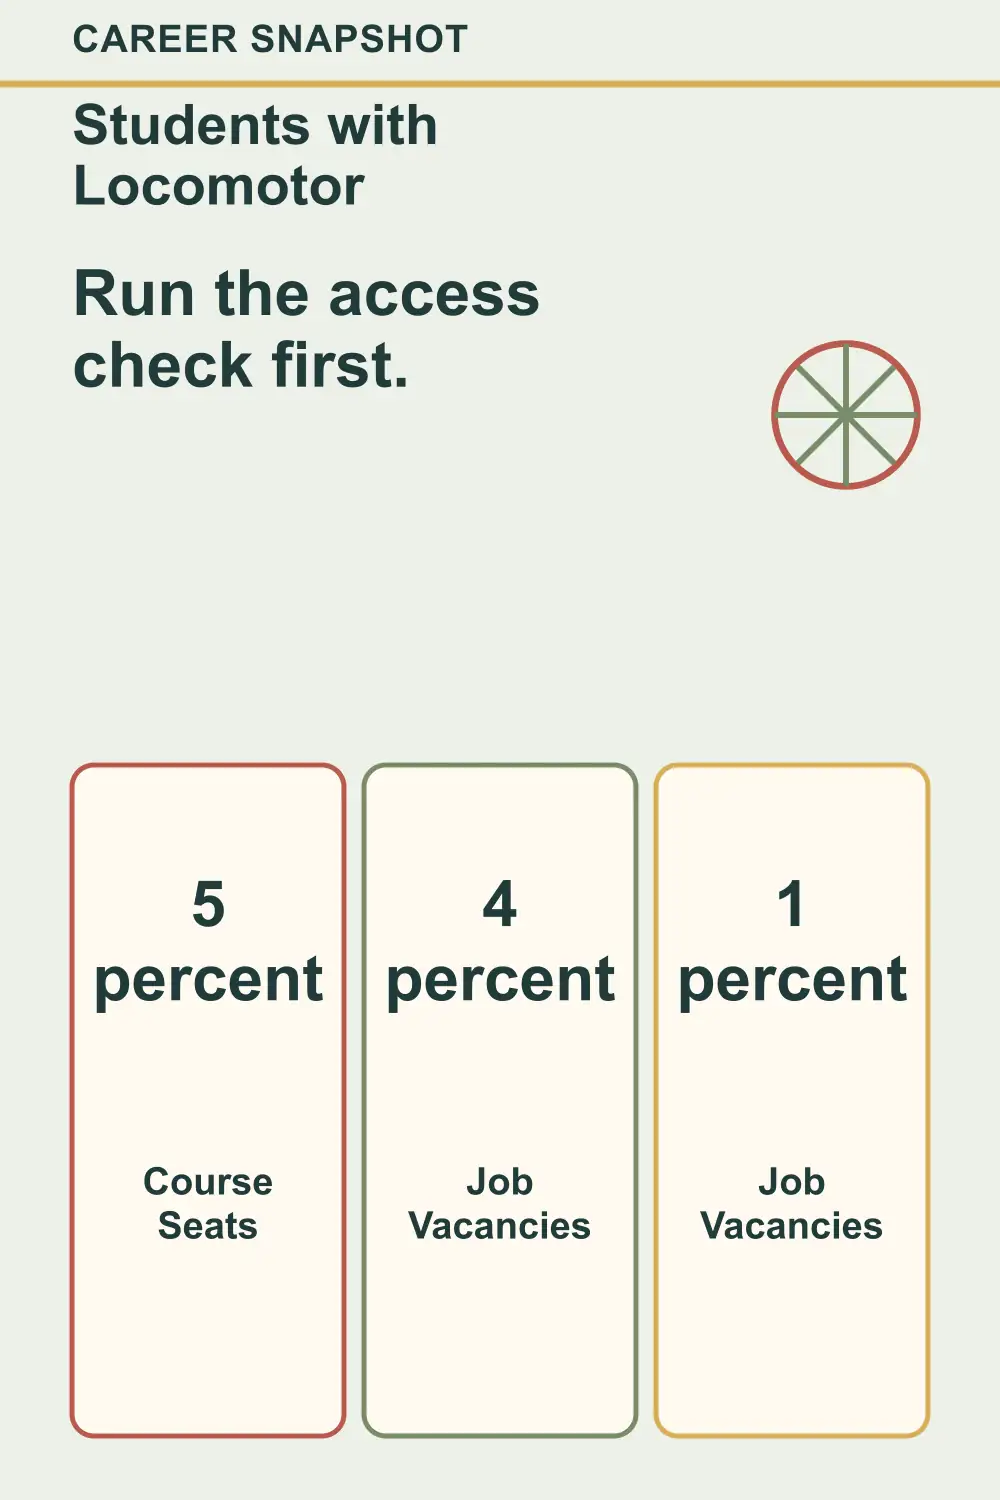 CAREER SNAPSHOT
Students with
Locomotor
Run the access
check first.
5
percent
Course
Seats
4
percent
Job
Vacancies
1
percent
Job
Vacancies